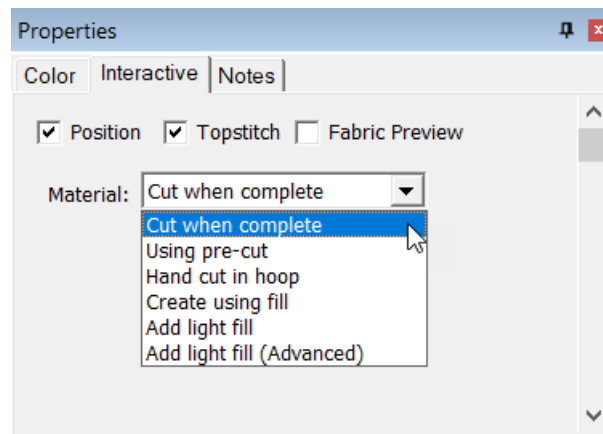 Properties
Color Interactive Notes
Position Topstitch Fabric Preview
Material: Cut when complete
Cut when complete
Using pre-cut
Hand cut in hoop
Create using fill
Add light fill
Add light fill (Advanced)